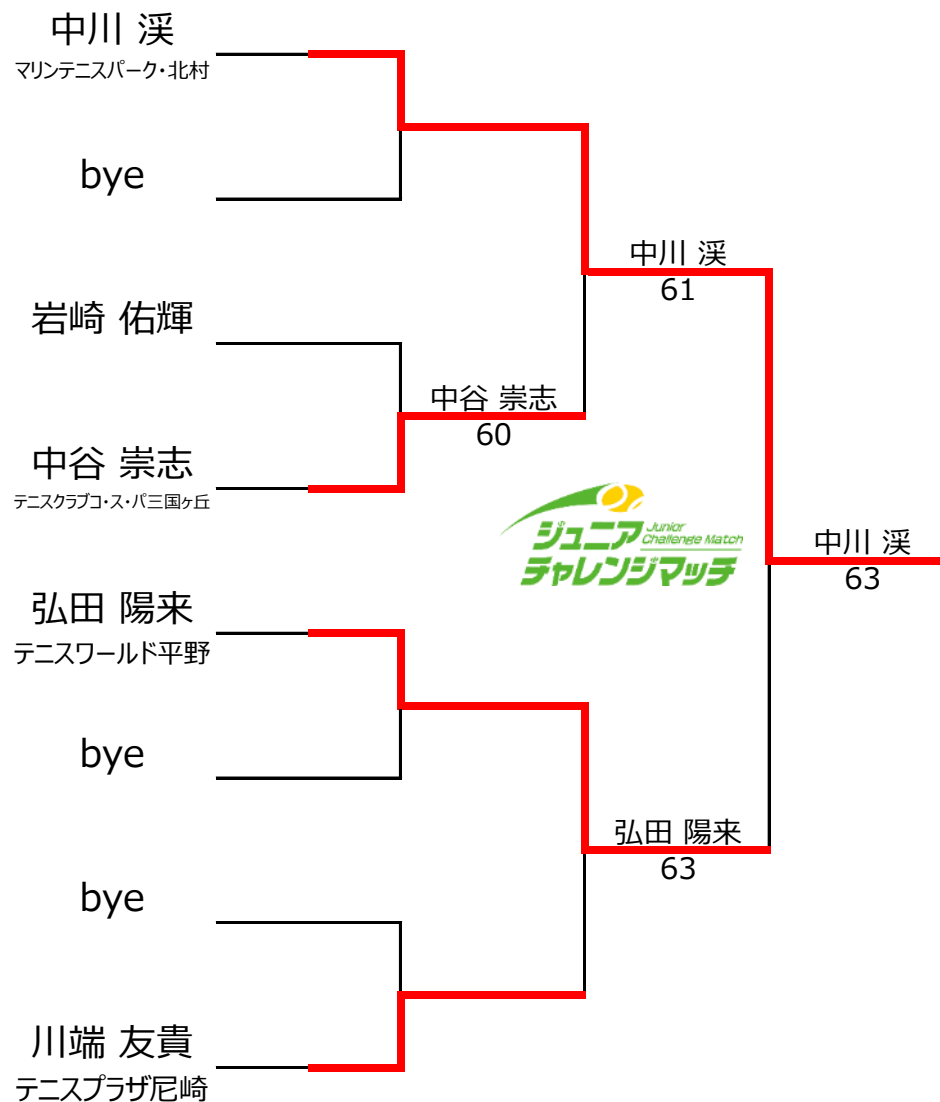 中川 渓
マリンテニスパーク・北村
bye
中川 渓
61
岩崎 佑輝
中谷 崇志
60
中谷 崇志
テニスクラブコ・ス・パ三国ヶ丘
ジュニア Junior Challenge Match
チャレンジマッチ
中川 渓
63
弘田 陽来
テニスワールド平野
bye
弘田 陽来
63
bye
川端 友貴
テニスプラザ尼崎